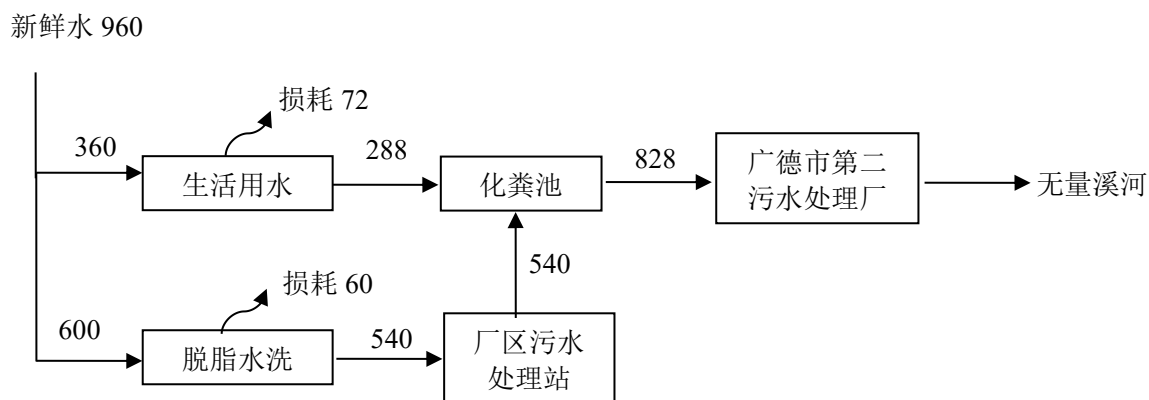 新鲜水 960
损耗 72
360
生活用水
288
化粪池
828
广德市第二
污水处理厂
无量溪河
540
损耗 60
600
脱脂水洗
540
厂区污水
处理站